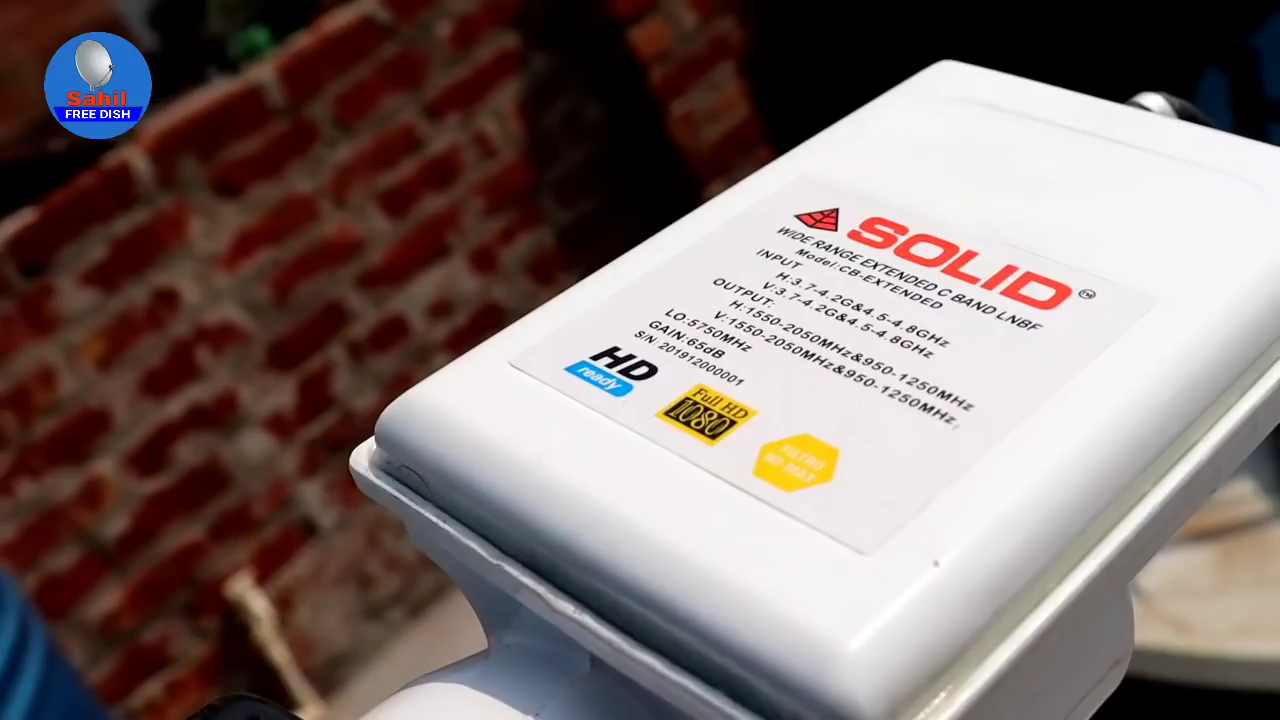 Sahil
FREE DISH
SOLID
TM
WIDE RANGE EXTENDED C BAND LNBF
Model:CB-EXTENDED
INPUT
H:3.7-4.2G&4.5-4.8GHz
V:3.7-4.2G&4.5-4.8GHz
OUTPUT:
H:1550-2050MHz&950-1250MHz
V:1550-2050MHz&950-1250MHz,
LO:5750MHz
GAIN:65dB
S/N 201912000001
HD
ready
Full HD
1080